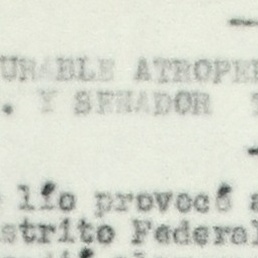 URABLE ATROPE
. Y SENADOR
lío provocó a
strito Federal